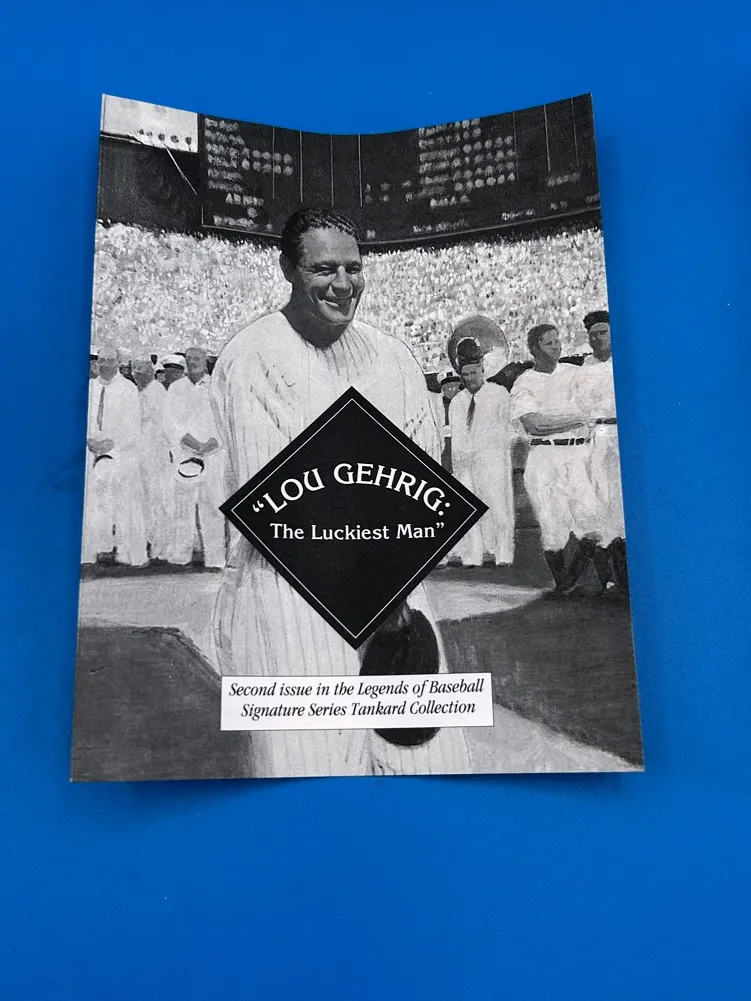 “LOU GEHRIG:
The Luckiest Man”
Second issue in the Legends of Baseball
Signature Series Tankard Collection